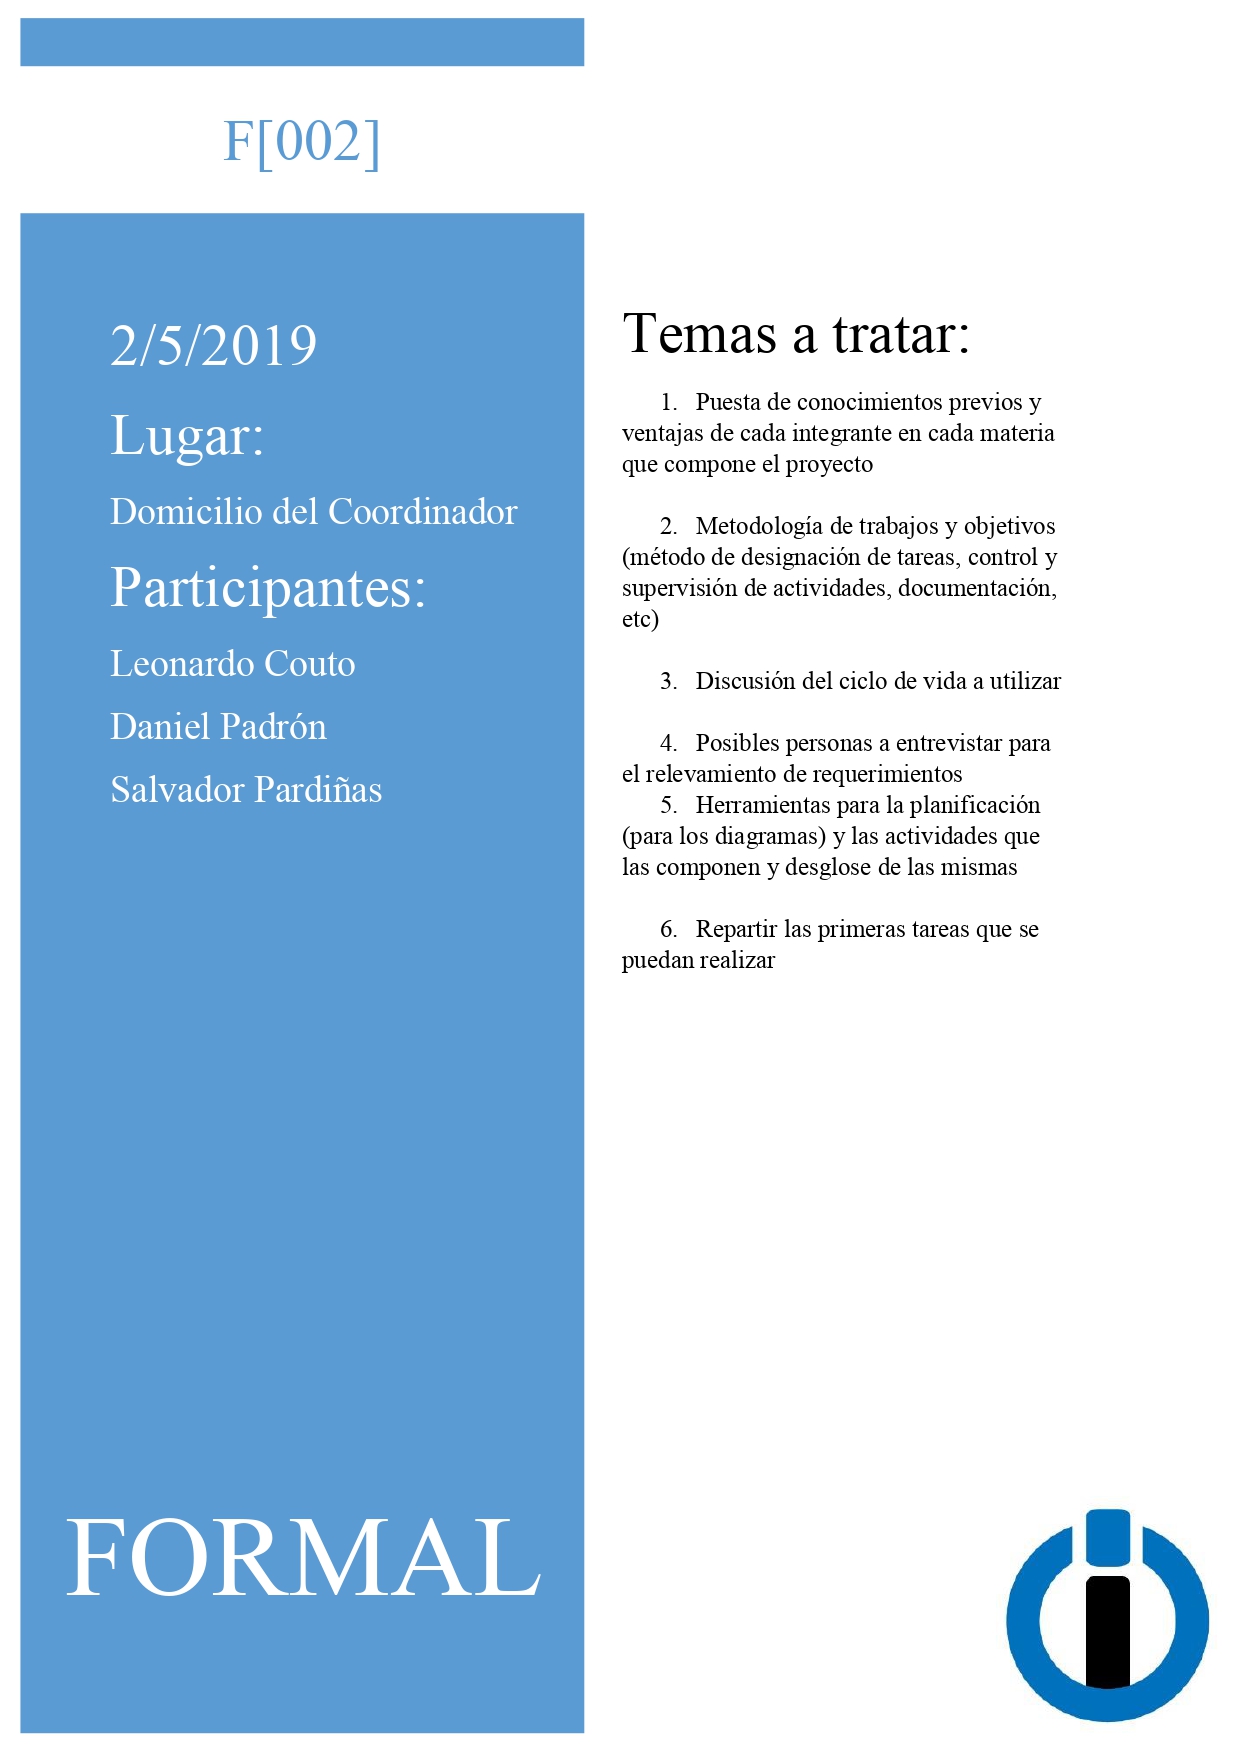 F[002]
2/5/2019
Lugar:
Domicilio del Coordinador
Participantes:
Leonardo Couto
Daniel Padrón
Salvador Pardiñas
FORMAL
Temas a tratar:
1. Puesta de conocimientos previos y
ventajas de cada integrante en cada materia
que compone el proyecto
2. Metodología de trabajos y objetivos
(método de designación de tareas, control y
supervisión de actividades, documentación,
etc)
3. Discusión del ciclo de vida a utilizar
4. Posibles personas a entrevistar para
el relevamiento de requerimientos
5. Herramientas para la planificación
(para los diagramas) y las actividades que
las componen y desglose de las mismas
6. Repartir las primeras tareas que se
puedan realizar